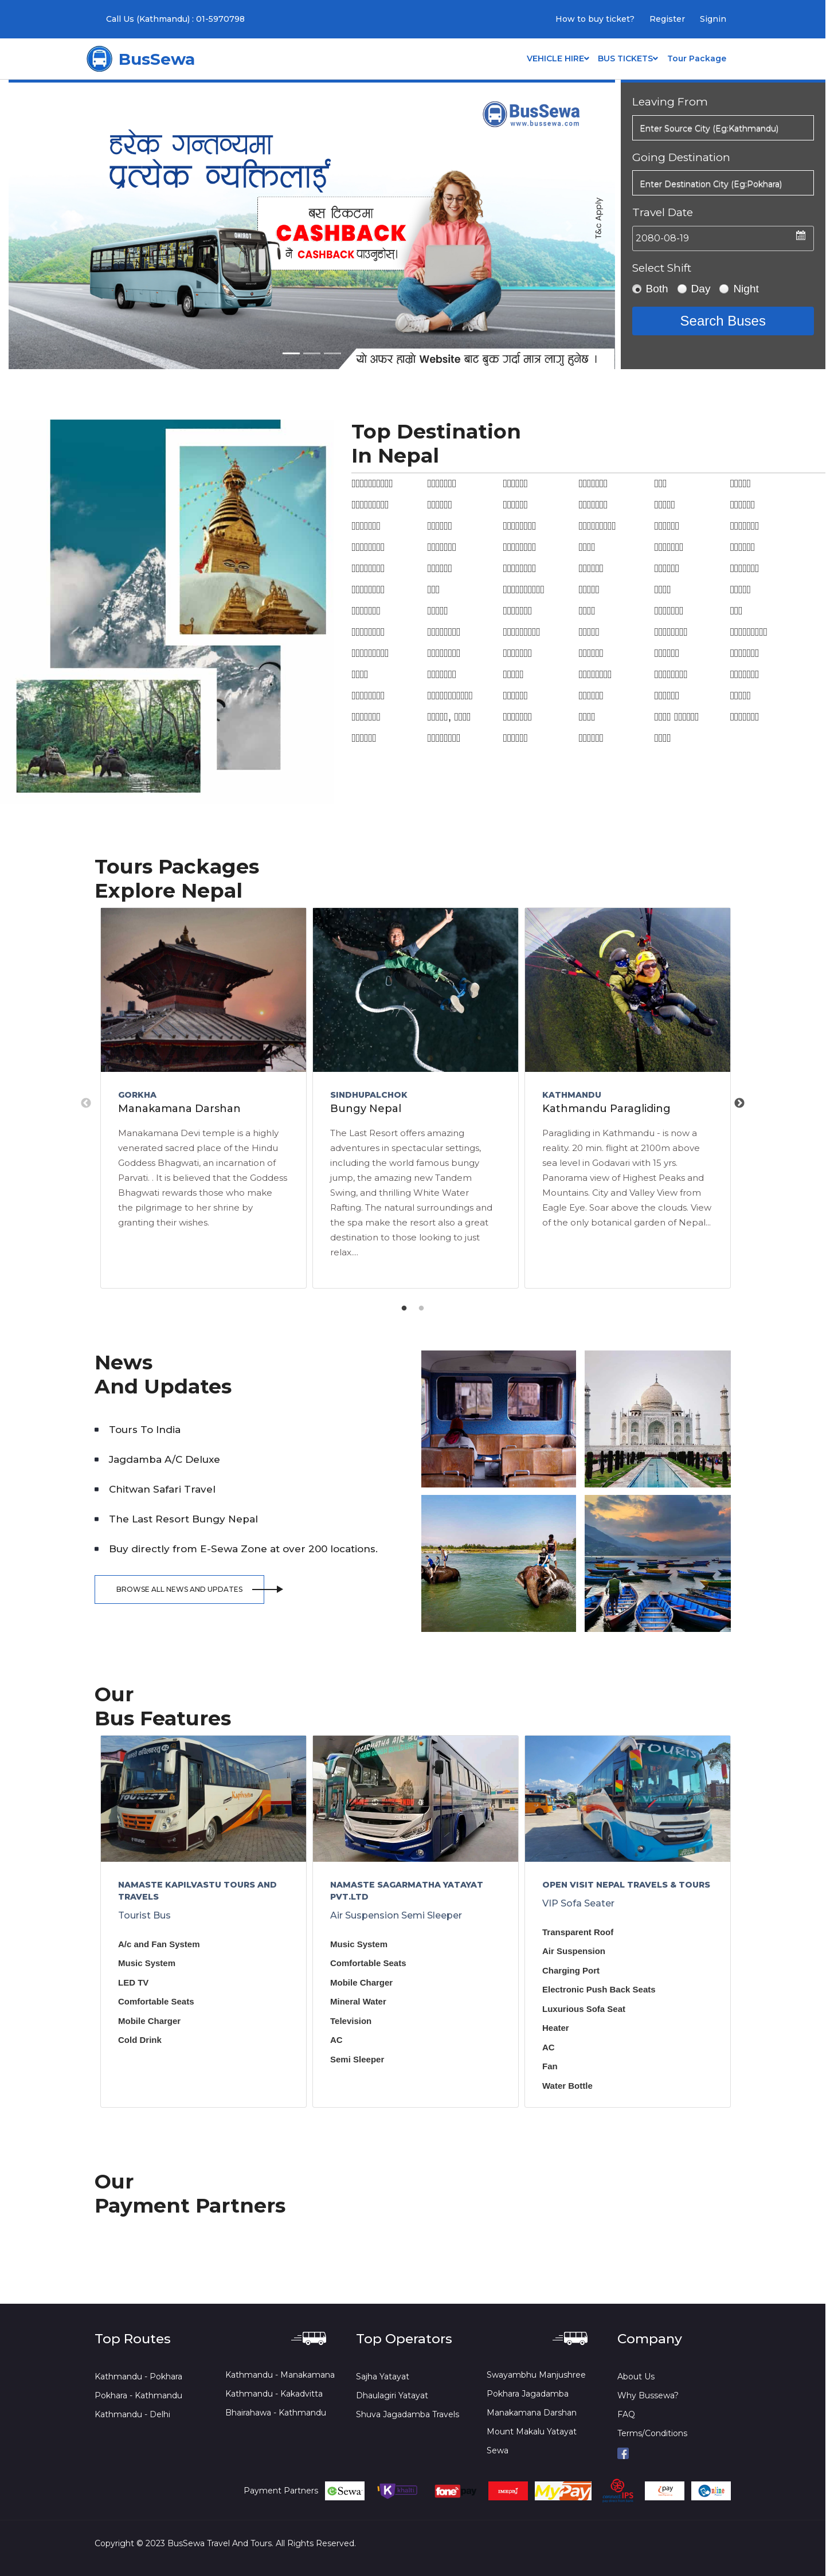 Call Us (Kathmandu) : 01-5970798
How to buy ticket? Register Signin
BusSewa
VEHICLE HIRE BUS TICKETS Tour Package
BusSewa
www.bussewa.com
हरेक गन्तव्यमा
प्रत्येक व्यक्तिलाई
बस टिकटमा
CASHBACK
नै CASHBACK पाउनुहोस्।
T&c Apply
यो अफर हाम्रो Website बाट बुक गर्दा मात्र लागु हुनेछ ।
Leaving From
Enter Source City (Eg:Kathmandu)
Going Destination
Enter Destination City (Eg:Pokhara)
Travel Date
2080-08-19
Select Shift
Both Day Night
Search Buses
Top Destination
In Nepal
Tours Packages
Explore Nepal
GORKHA
Manakamana Darshan
Manakamana Devi temple is a highly
venerated sacred place of the Hindu
Goddess Bhagwati, an incarnation of
Parvati. . It is believed that the Goddess
Bhagwati rewards those who make
the pilgrimage to her shrine by
granting their wishes.
SINDHUPALCHOK
Bungy Nepal
The Last Resort offers amazing
adventures in spectacular settings,
including the world famous bungy
jump, the amazing new Tandem
Swing, and thrilling White Water
Rafting. The natural surroundings and
the spa make the resort also a great
destination to those looking to just
relax....
KATHMANDU
Kathmandu Paragliding
Paragliding in Kathmandu - is now a
reality. 20 min. flight at 2100m above
sea level in Godavari with 15 yrs.
Panorama view of Highest Peaks and
Mountains. City and Valley View from
Eagle Eye. Soar above the clouds. View
of the only botanical garden of Nepal...
News
And Updates
Tours To India
Jagdamba A/C Deluxe
Chitwan Safari Travel
The Last Resort Bungy Nepal
Buy directly from E-Sewa Zone at over 200 locations.
BROWSE ALL NEWS AND UPDATES
Our
Bus Features
NAMASTE KAPILVASTU TOURS AND
TRAVELS
Tourist Bus
A/c and Fan System
Music System
LED TV
Comfortable Seats
Mobile Charger
Cold Drink
NAMASTE SAGARMATHA YATAYAT
PVT.LTD
Air Suspension Semi Sleeper
Music System
Comfortable Seats
Mobile Charger
Mineral Water
Television
AC
Semi Sleeper
OPEN VISIT NEPAL TRAVELS & TOURS
VIP Sofa Seater
Transparent Roof
Air Suspension
Charging Port
Electronic Push Back Seats
Luxurious Sofa Seat
Heater
AC
Fan
Water Bottle
Our
Payment Partners
Top Routes
Kathmandu - Pokhara
Pokhara - Kathmandu
Kathmandu - Delhi
Kathmandu - Manakamana
Kathmandu - Kakadvitta
Bhairahawa - Kathmandu
Top Operators
Sajha Yatayat
Dhaulagiri Yatayat
Shuva Jagadamba Travels
Swayambhu Manjushree
Pokhara Jagadamba
Manakamana Darshan
Mount Makalu Yatayat
Sewa
Company
About Us
Why Bussewa?
FAQ
Terms/Conditions
Payment Partners eSewa khalti fonepay MyPay IPS
Copyright © 2023 BusSewa Travel And Tours. All Rights Reserved.